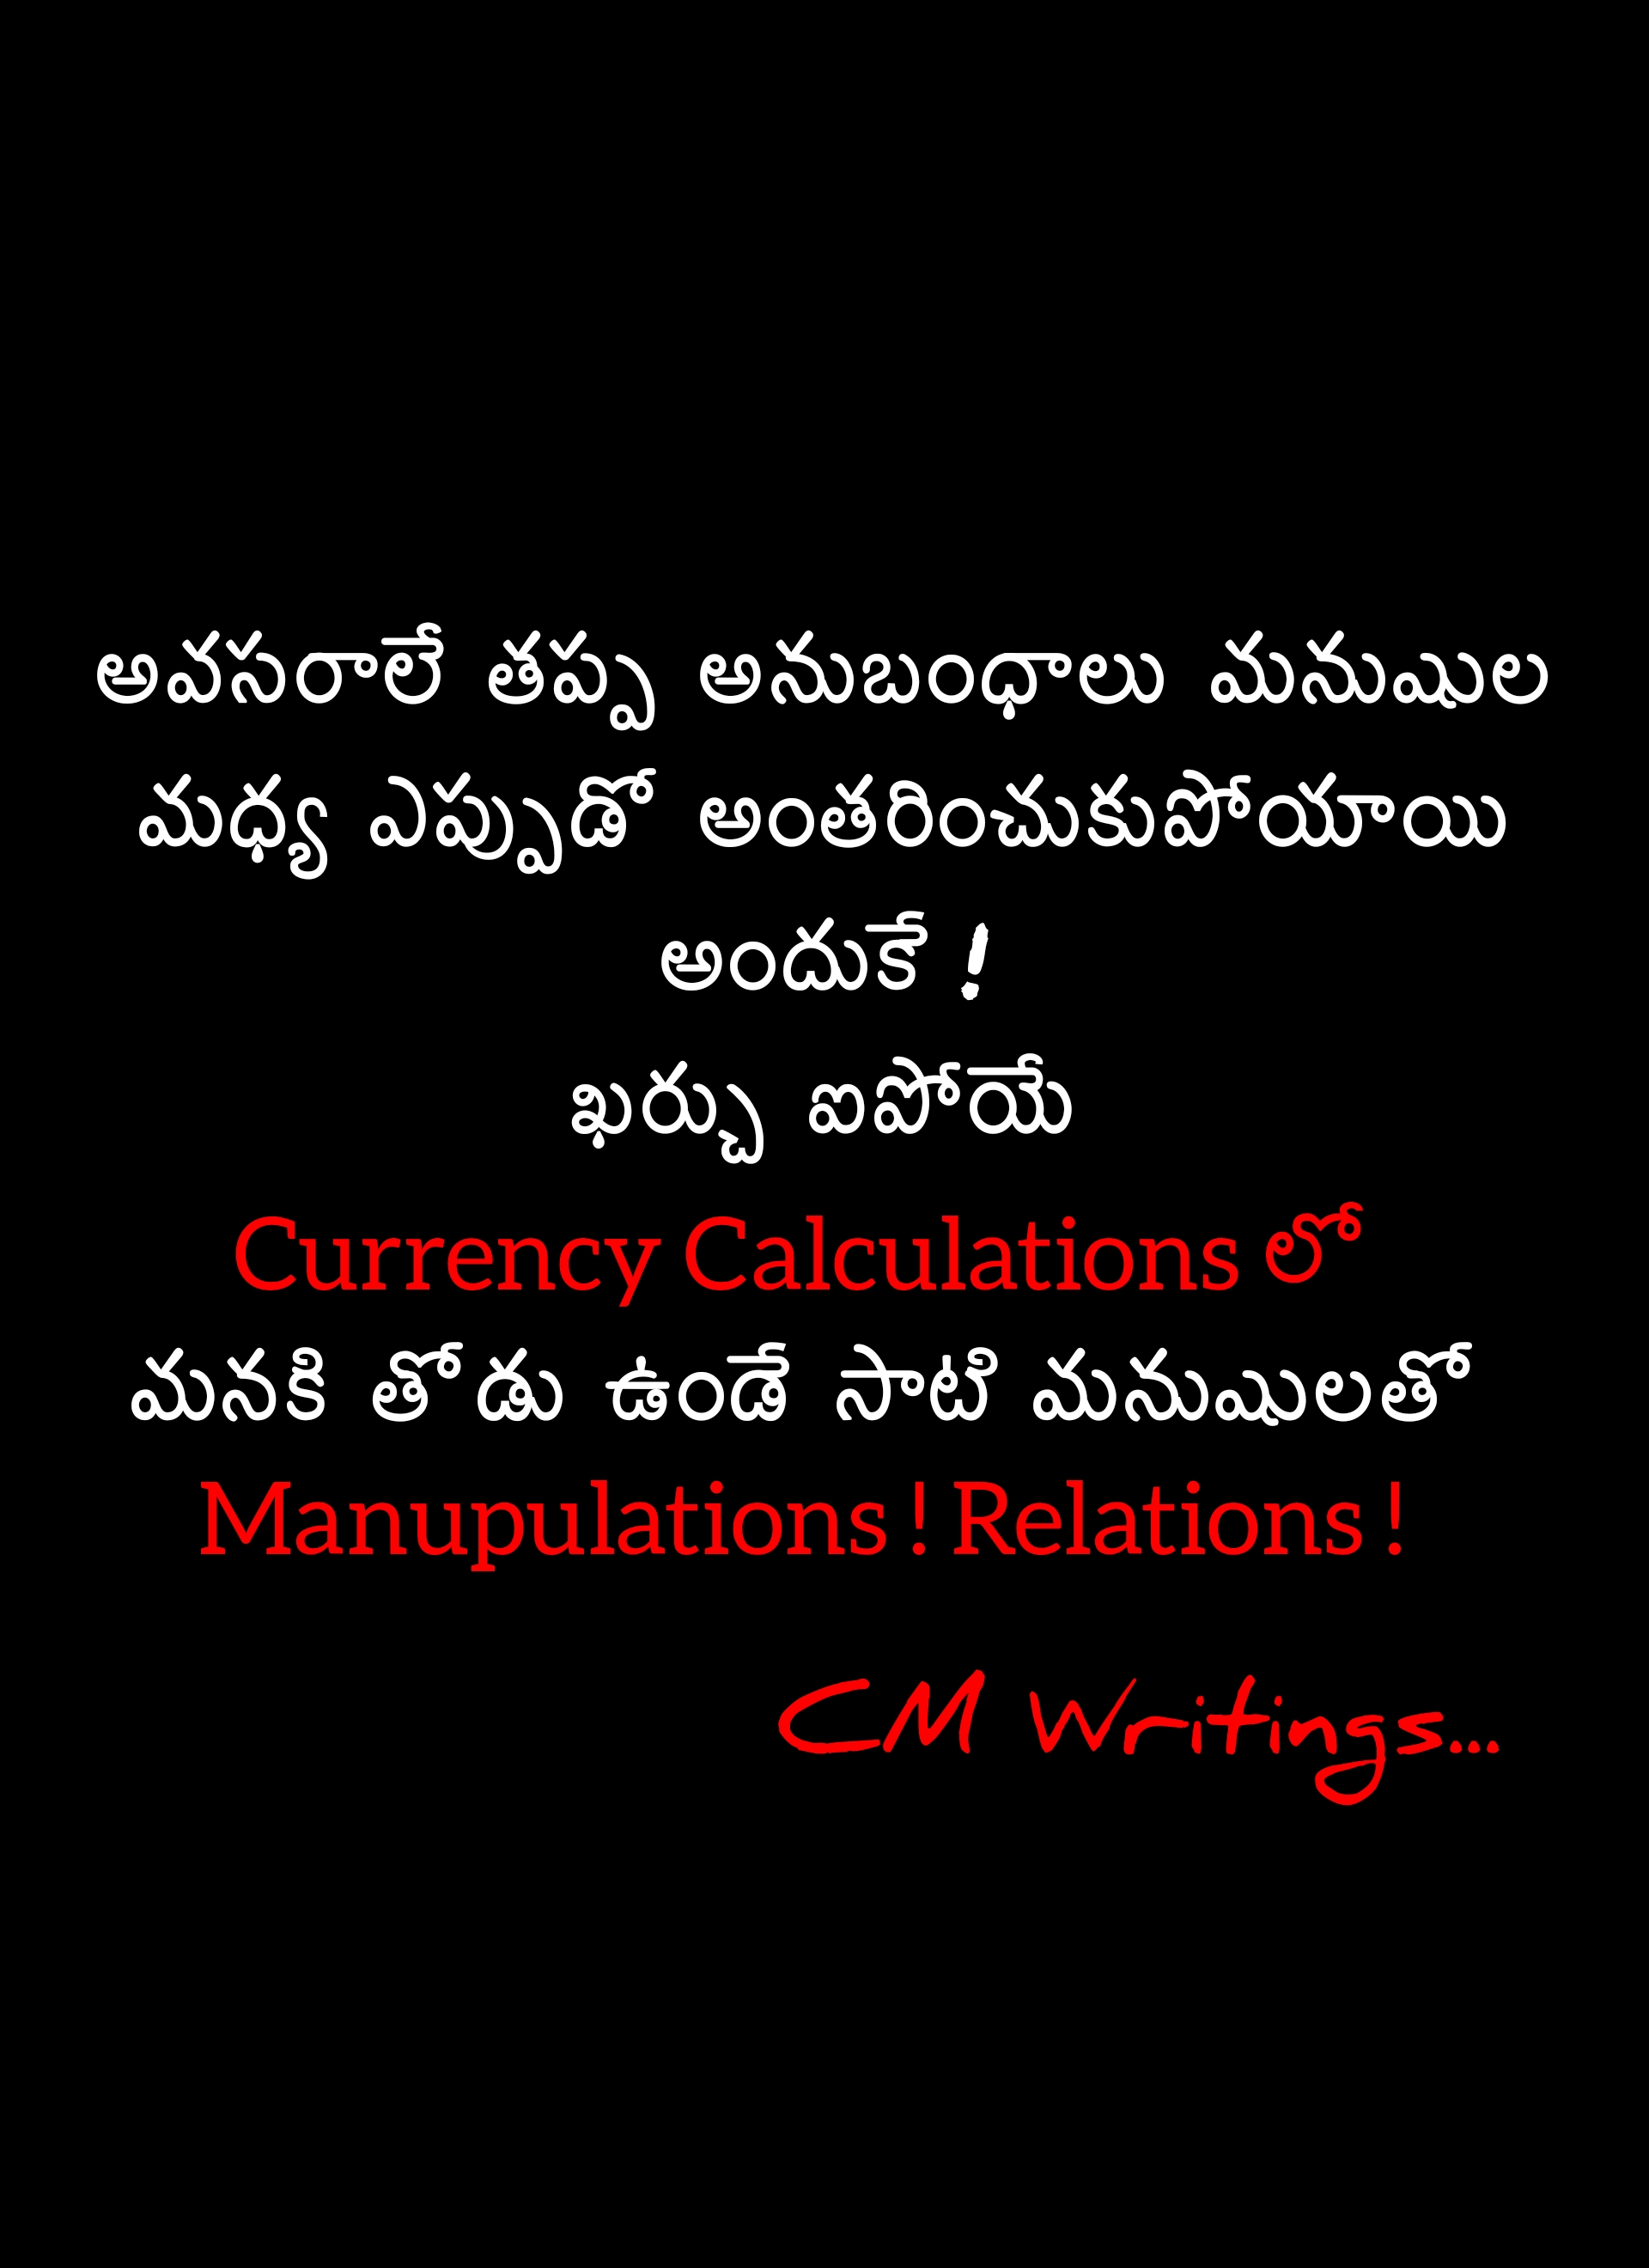 అవసరాలే తప్ప అనుబంధాలు మనుషుల
మధ్య ఎప్పుడో అంతరించుకుపోయాయి
అందుకే !
ఖర్చు ఐపోయే
Currency Calculations లో
మనకి తోడు ఉండే సాటి మనుషులతో
Manupulations ! Relations !
CM Writings...